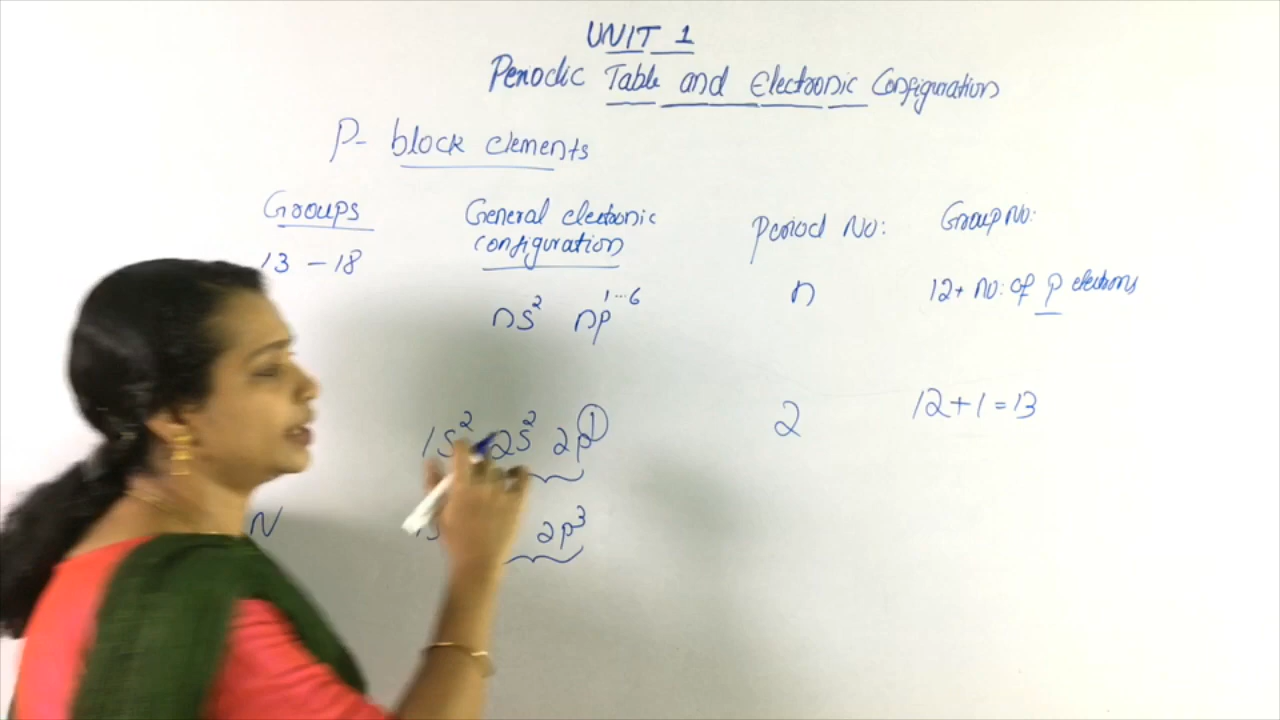 UNIT 1
Periodic Table and Electronic Configuration
P- block elements
Groups
13 - 18
General electronic
configuration
ns² np¹···⁶
Period No:
n
Group No:
12+ no: of p electrons
1s² 2s² 2p¹
2
12+1=13
N
2p³